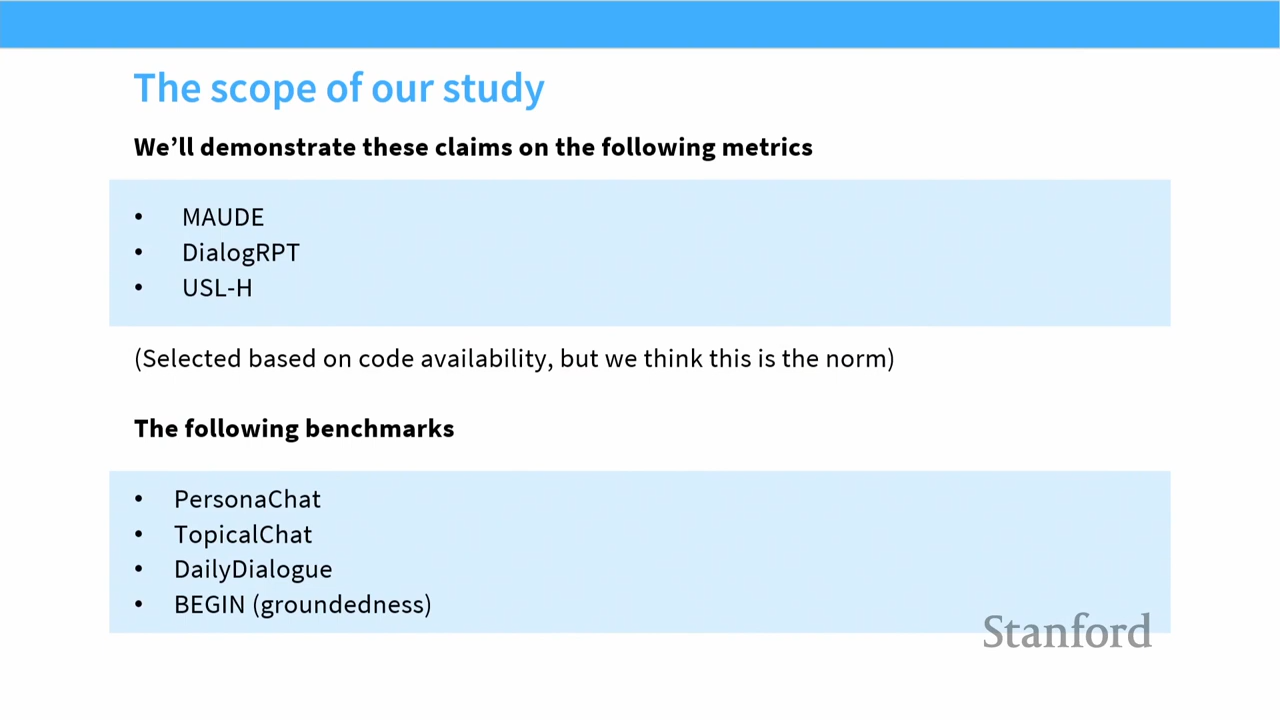 The scope of our study
We’ll demonstrate these claims on the following metrics
• MAUDE
• DialogRPT
• USL-H
(Selected based on code availability, but we think this is the norm)
The following benchmarks
• PersonaChat
• TopicalChat
• DailyDialogue
• BEGIN (groundedness)
Stanford